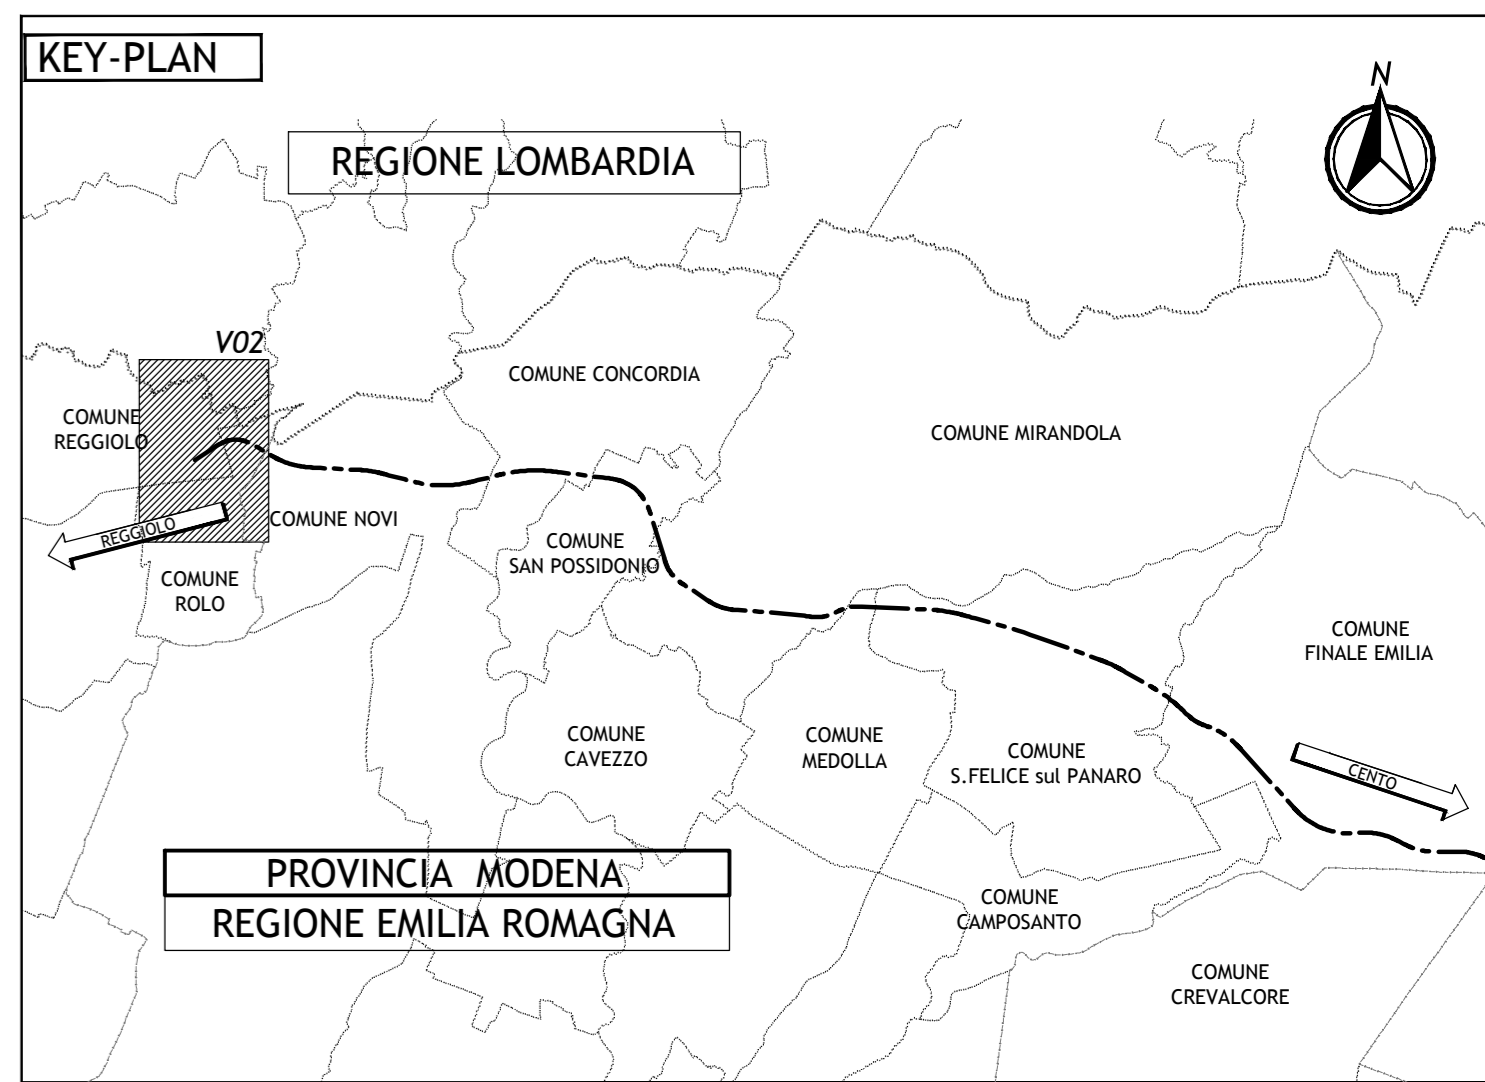 KEY-PLAN
N
REGIONE LOMBARDIA
V02
COMUNE CONCORDIA
COMUNE
REGGIOLO
COMUNE MIRANDOLA
COMUNE NOVI
REGGIOLO
COMUNE
SAN POSSIDONIO
COMUNE
ROLO
COMUNE
FINALE EMILIA
COMUNE
CAVEZZO
COMUNE
MEDOLLA
COMUNE
S.FELICE sul PANARO
CENTO
PROVINCIA MODENA
REGIONE EMILIA ROMAGNA
COMUNE
CAMPOSANTO
COMUNE
CREVALCORE